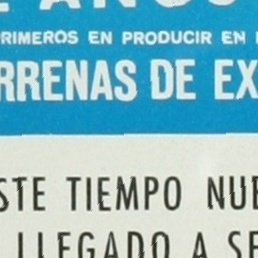 PRIMEROS EN PRODUCIR EN
RRENAS DE EX
STE TIEMPO NUE
LLEGADO A SE